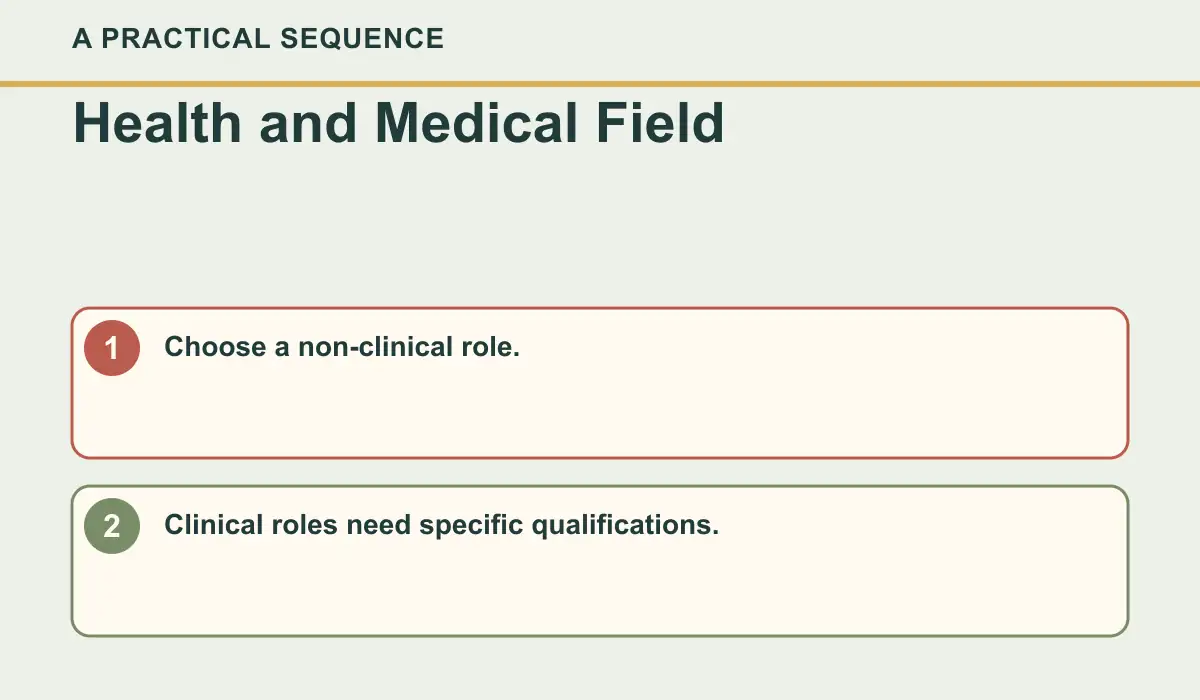 A PRACTICAL SEQUENCE
Health and Medical Field
1
Choose a non-clinical role.
2
Clinical roles need specific qualifications.